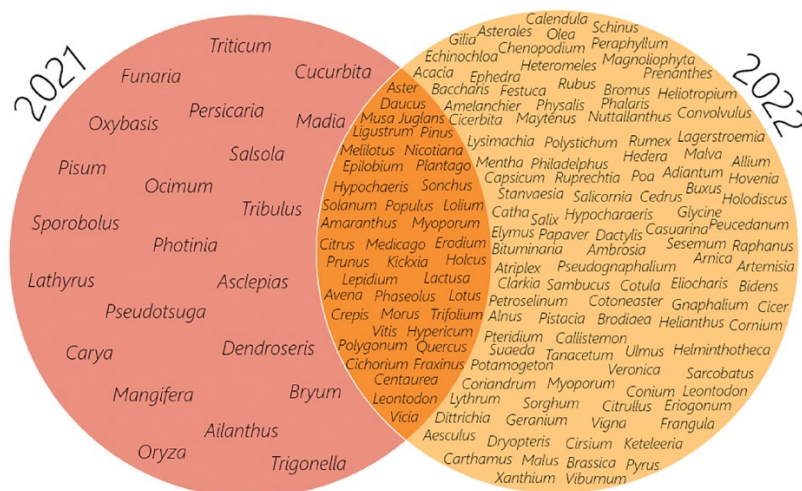 2021
Triticum
Funaria
Cucurbita
Persicaria
Oxybasis
Madia
Salsola
Pisum
Ocimum
Tribulus
Sporobolus
Photinia
Lathyrus
Asclepias
Pseudotsuga
Carya
Dendroseris
Mangifera
Bryum
Ailanthus
Oryza
Trigonella
Aster
Daucus
Musa Juglans
Ligustrum Pinus
Melilotus Nicotiana
Epilobium Plantago
Hypochaeris Sonchus
Solanum Populus Lolium
Amaranthus Myoporum
Citrus Medicago Erodium
Prunus Kickxia Holcus
Lepidium Lactusa
Avena Phaseolus Lotus
Crepis Morus Trifolium
Vitis Hypericum
Polygonum Quercus
Cichorium Fraxinus
Centaurea
Leontodon
Vicia
2022
Calendula
Gilia Asterales Olea Schinus
Echinochloa Chenopodium Peraphyllum
Acacia Ephedra Heteromeles Magnoliophyta
Prenanthes
Baccharis Festuca Rubus Bromus Heliotropium
Amelanchier Physalis Phalaris
Cicerbita Maytenus Nuttallanthus Convolvulus
Lysimachia Polystichum Rumex Lagerstroemia
Mentha Philadelphus Hedera Malva Allium
Capsicum Ruprechtia Poa Adiantum Hovenia
Stanvaesia Salicornia Cedrus Buxus Holodiscus
Catha Salix Hypocharaeris Glycine
Elymus Papaver Dactylis Casuarina Peucedanum
Bituminaria Ambrosia Sesemum Raphanus
Atriplex Pseudognaphalium Arnica Artemisia
Clarkia Sambucus Cotula Eliocharis Bidens
Petroselinum Cotoneaster Gnaphalium Cicer
Alnus Pistacia Brodiaea Helianthus Cornium
Pteridium Callistemon
Suaeda Tanacetum Ulmus Helminthotheca
Potamogeton Veronica Sarcobatus
Coriandrum Myoporum Conium Leontodon
Lythrum Sorghum Citrullus Eriogonum
Dittrichia Geranium Vigna Frangula
Aesculus Dryopteris Cirsium Keteleeria
Carthamus Malus Brassica Pyrus
Xanthium Viburnum